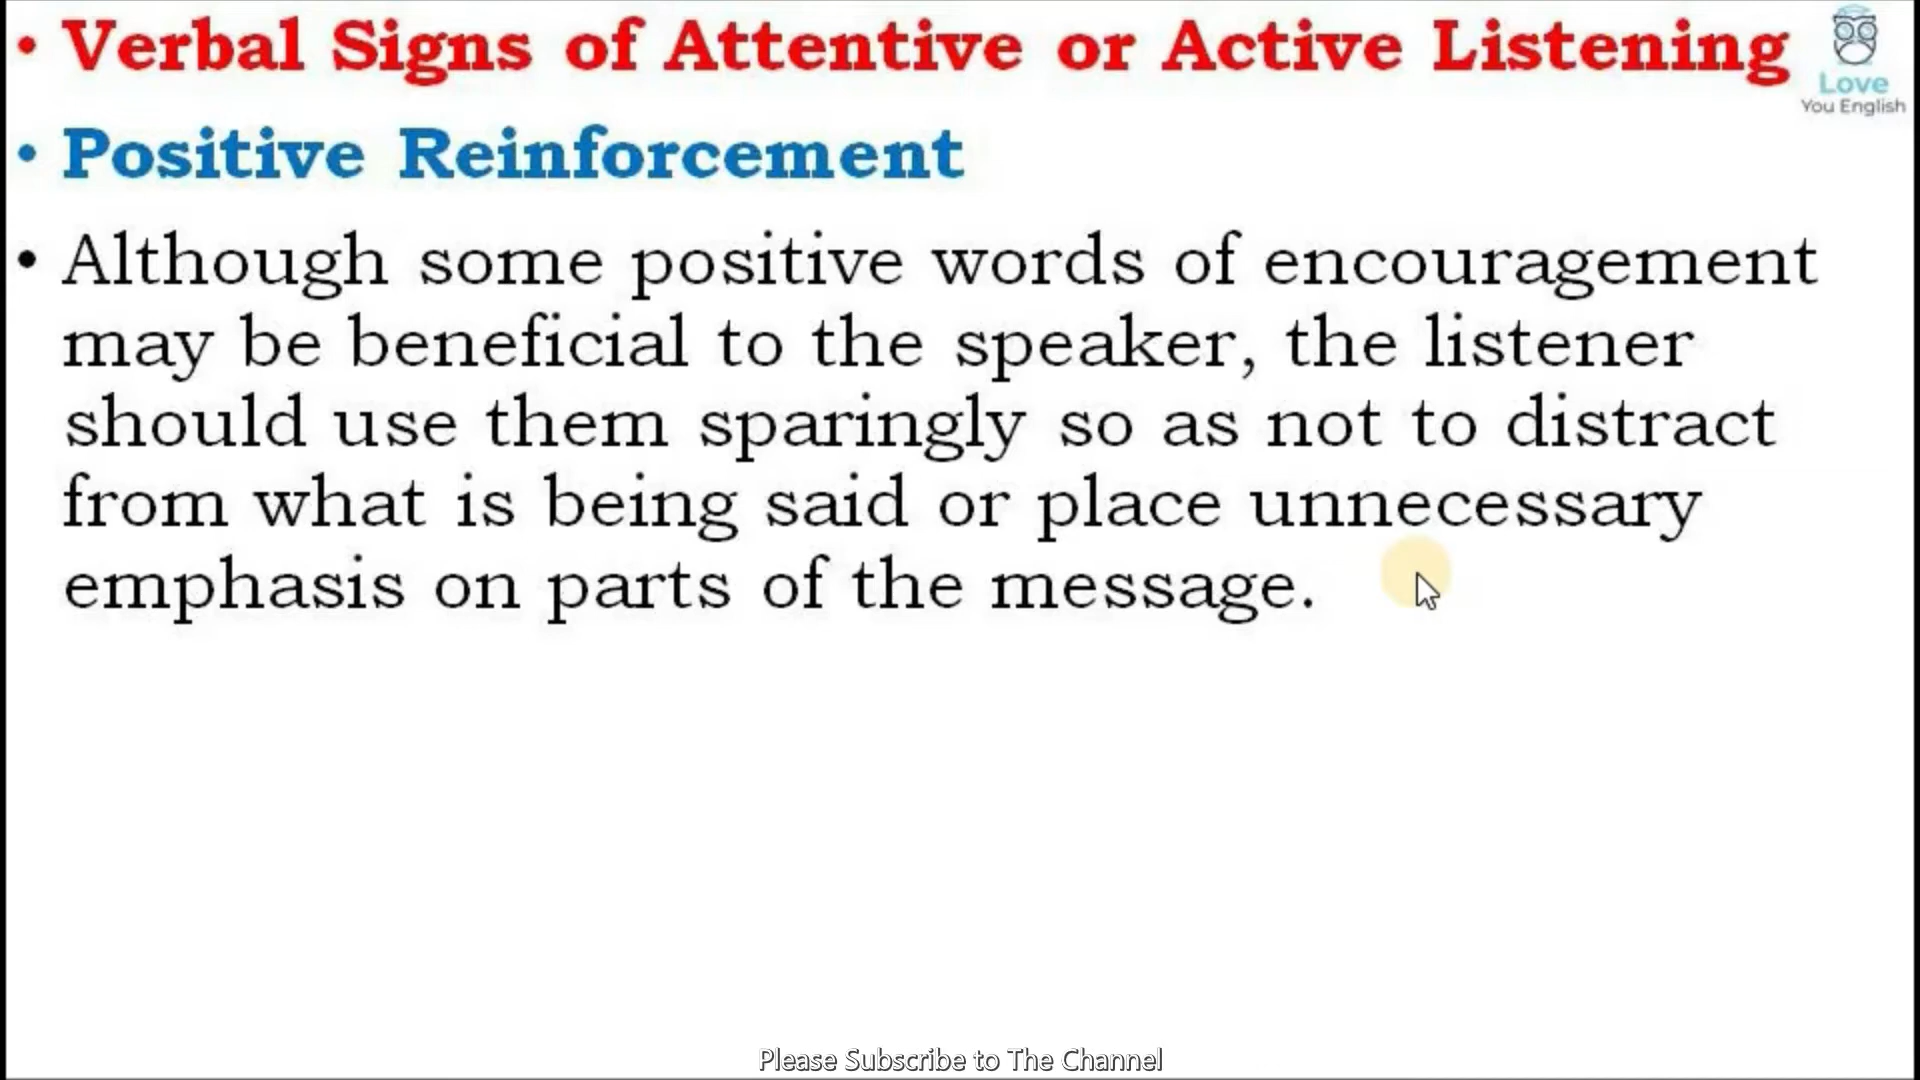 • Verbal Signs of Attentive or Active Listening
Love
You English
• Positive Reinforcement
• Although some positive words of encouragement
may be beneficial to the speaker, the listener
should use them sparingly so as not to distract
from what is being said or place unnecessary
emphasis on parts of the message.
Please Subscribe to The Channel